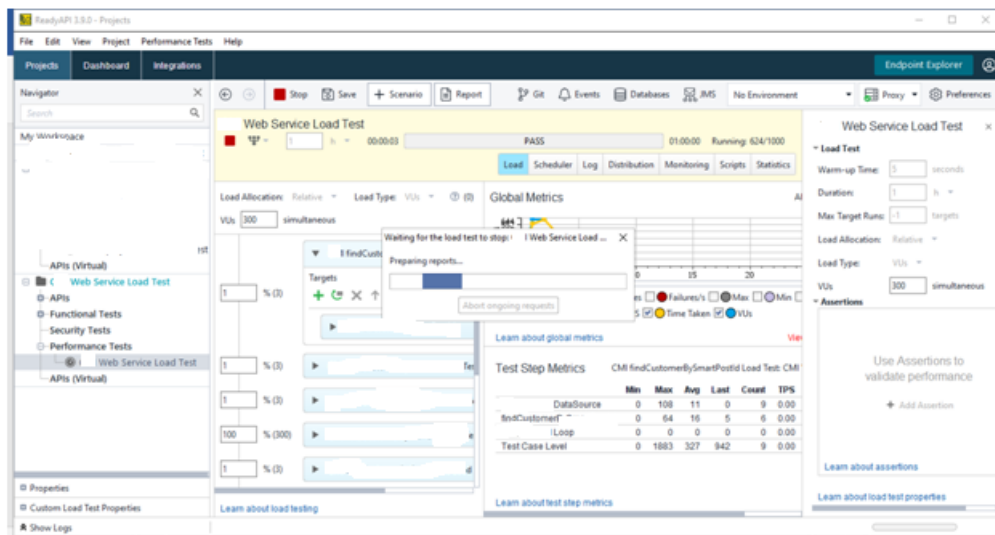 ReadyAPI 3.9.0 - Projects
File Edit View Project Performance Tests Help
Projects Dashboard Integrations Endpoint Explorer
Navigator
Search
My Workspace
APIs (Virtual)
Web Service Load Test
APIs
Functional Tests
Security Tests
Performance Tests
Web Service Load Test
APIs (Virtual)
Properties
Custom Load Test Properties
Show Logs
Stop Save Scenario Report Git Events Databases JMS No Environment Proxy Preferences
Web Service Load Test
1 h 00:00:03 PASS 01:00:00 Running: 624/1000
Load Scheduler Log Distribution Monitoring Scripts Statistics
Load Allocation: Relative Load Type: VUs (0)
VUs 300 simultaneous
Targets
1 % (3)
1 % (3)
1 % (3)
100 % (300)
1 % (3)
Learn about load testing
Global Metrics
Waiting for the load test to stop: Web Service Load ...
Preparing reports...
Abort ongoing requests
15 20
Failures/s Max Min
Time Taken VUs
Learn about global metrics
Test Step Metrics CMI findCustomerBySmartPostId Load Test: CMI
Min Max Avg Last Count TPS
DataSource 0 108 11 0 9 0.00
0 64 16 5 6 0.00
Loop 0 0 0 0 0 0.00
Test Case Level 0 1883 327 942 9 0.00
Learn about test step metrics
Web Service Load Test
Load Test
Warm-up Time: 5 seconds
Duration: 1 h
Max Target Runs: -1 targets
Load Allocation: Relative
Load Type: VUs
VUs 300 simultaneous
Assertions
Use Assertions to
validate performance
+ Add Assertion
Learn about assertions
Learn about load test properties